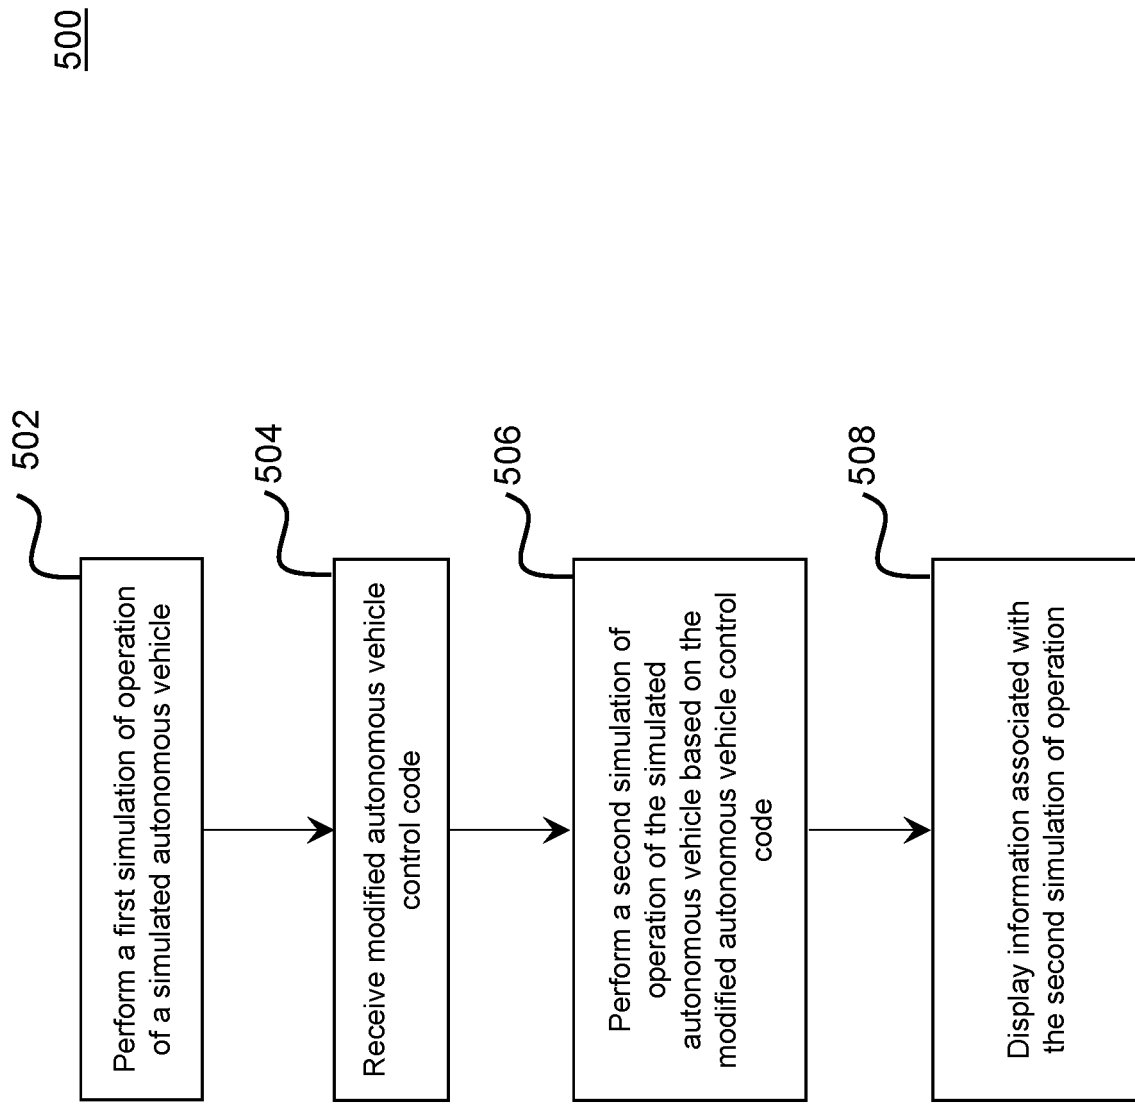 500
502
Perform a first simulation of operation
of a simulated autonomous vehicle
504
Receive modified autonomous vehicle
control code
506
Perform a second simulation of
operation of the simulated
autonomous vehicle based on the
modified autonomous vehicle control
code
508
Display information associated with
the second simulation of operation